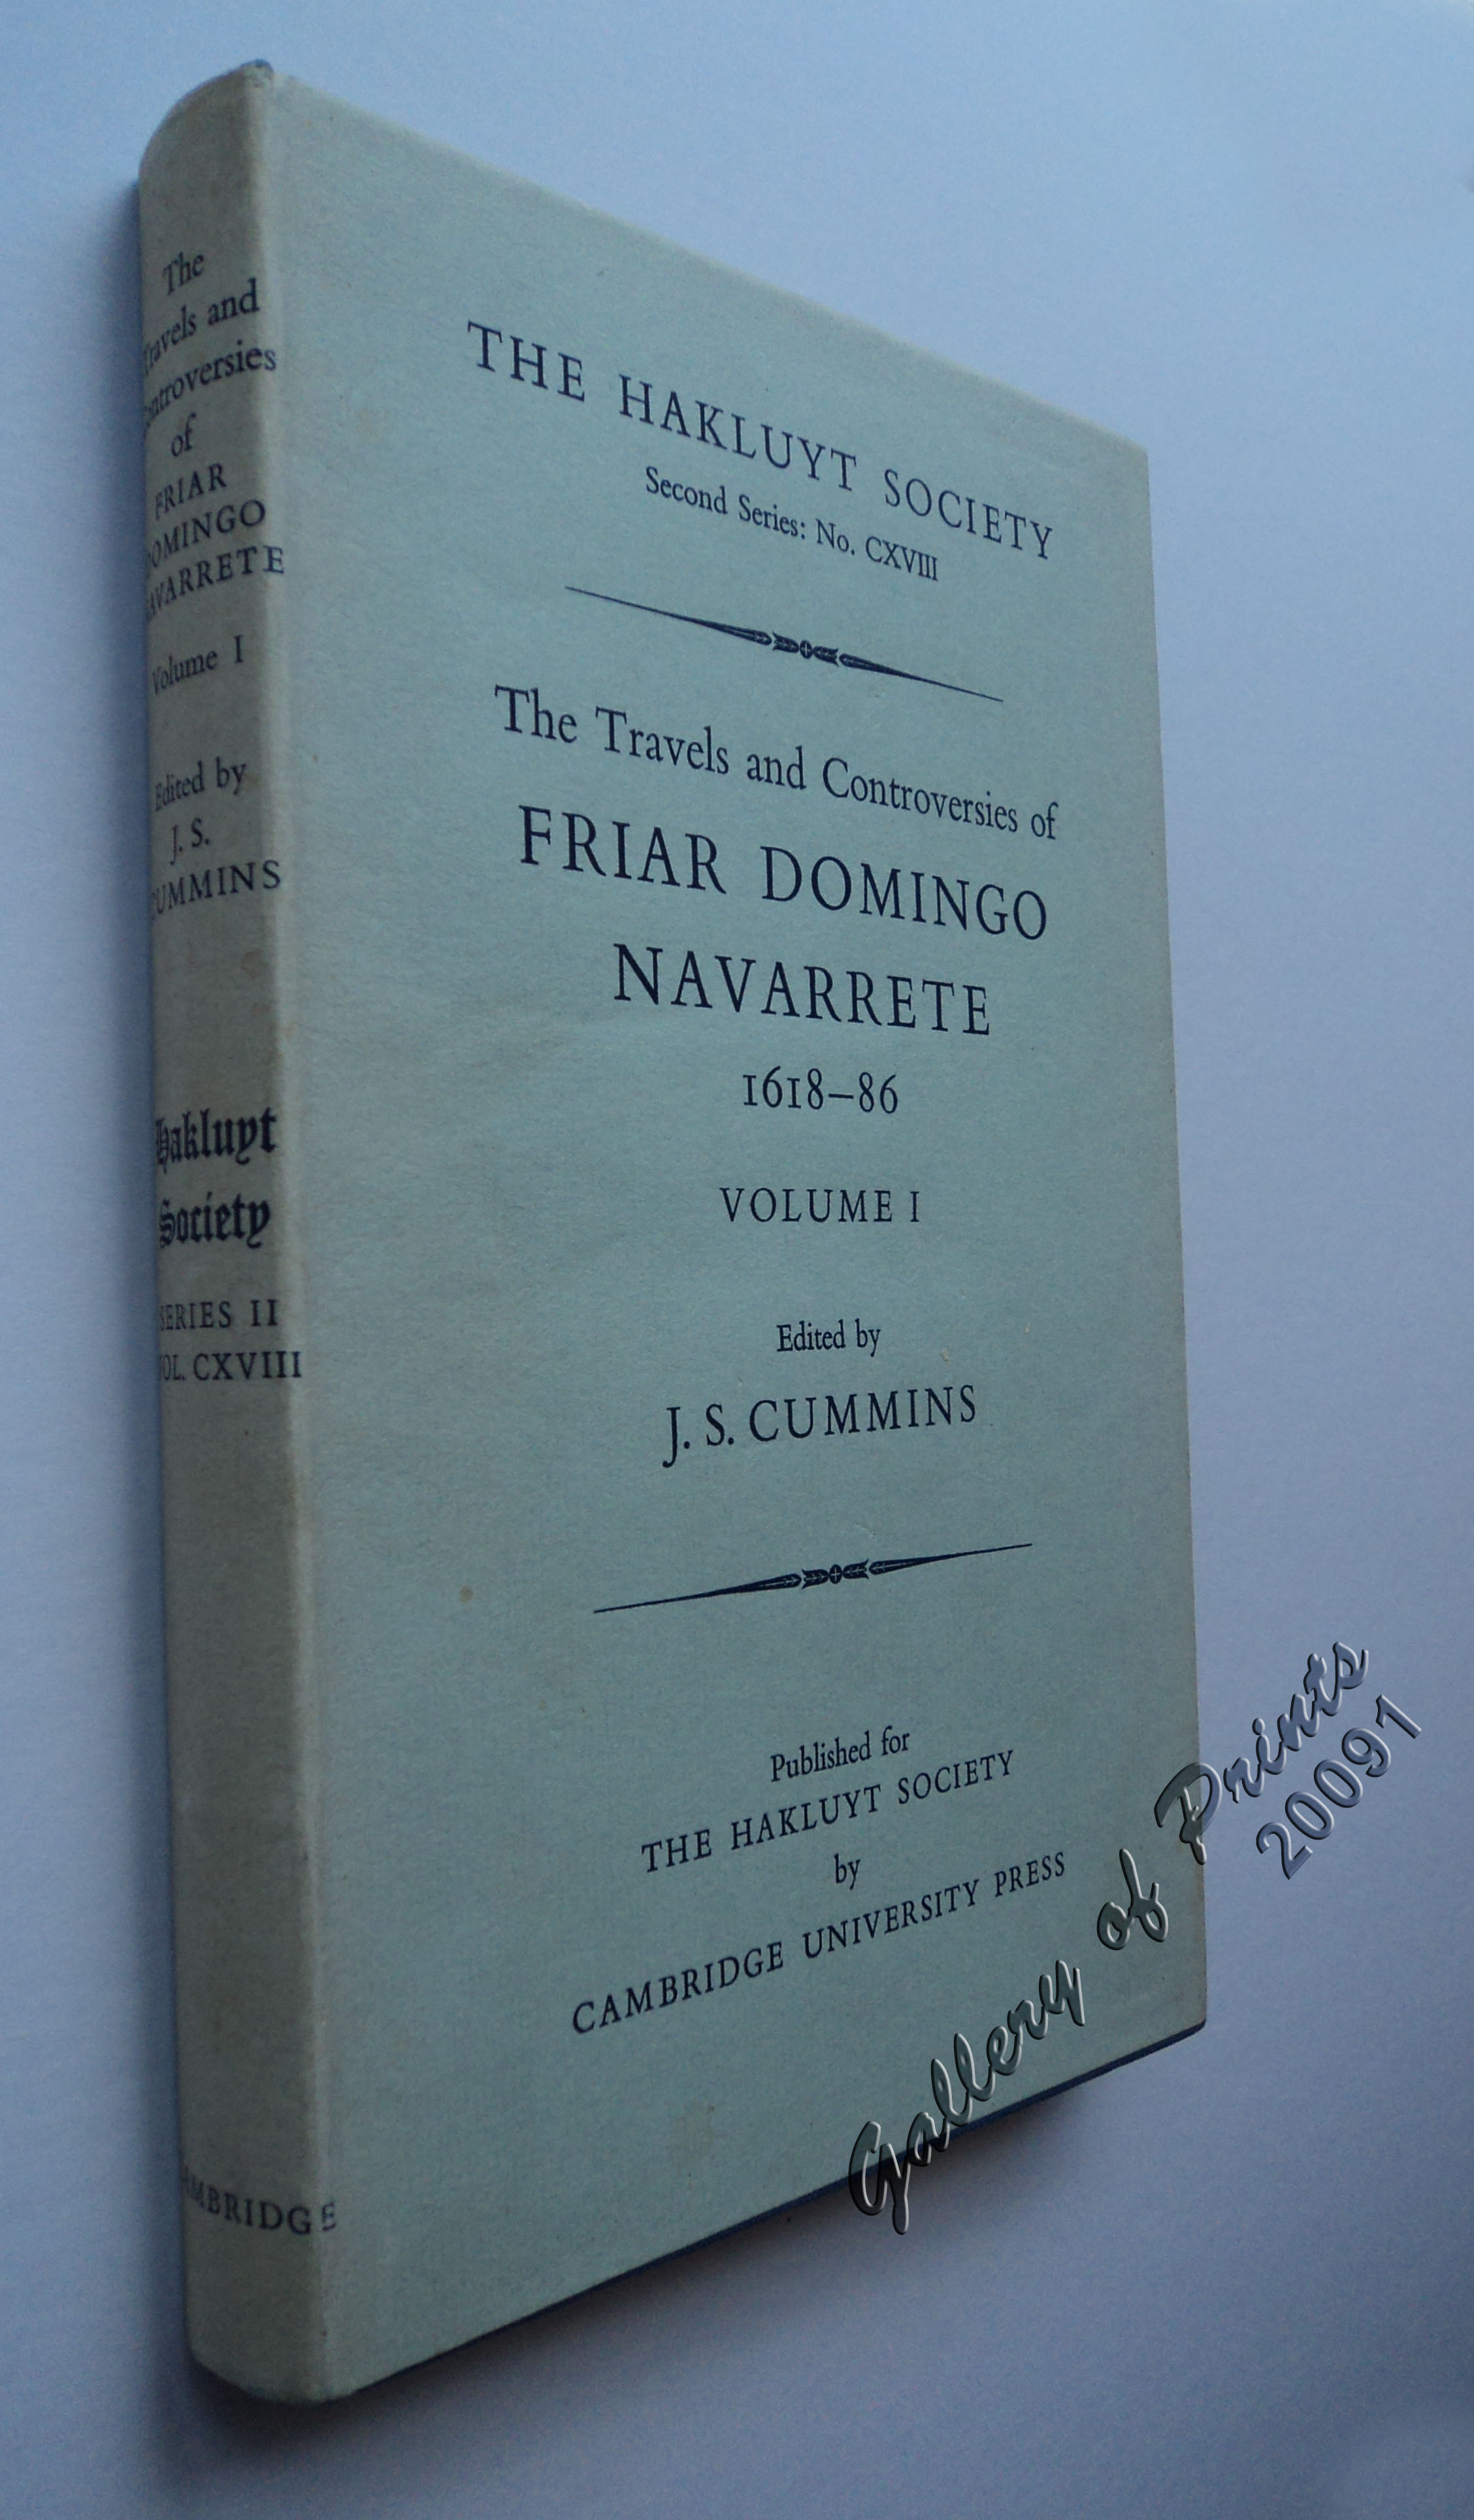 The
Travels and
Controversies
of
FRIAR
DOMINGO
NAVARRETE
Volume I
Edited by
J. S.
CUMMINS
Hakluyt
Society
SERIES II
VOL. CXVIII
CAMBRIDGE
THE HAKLUYT SOCIETY
Second Series: No. CXVIII
The Travels and Controversies of
FRIAR DOMINGO
NAVARRETE
1618–86
VOLUME I
Edited by
J. S. CUMMINS
Published for
THE HAKLUYT SOCIETY
by
CAMBRIDGE UNIVERSITY PRESS
Gallery of Prints
20091